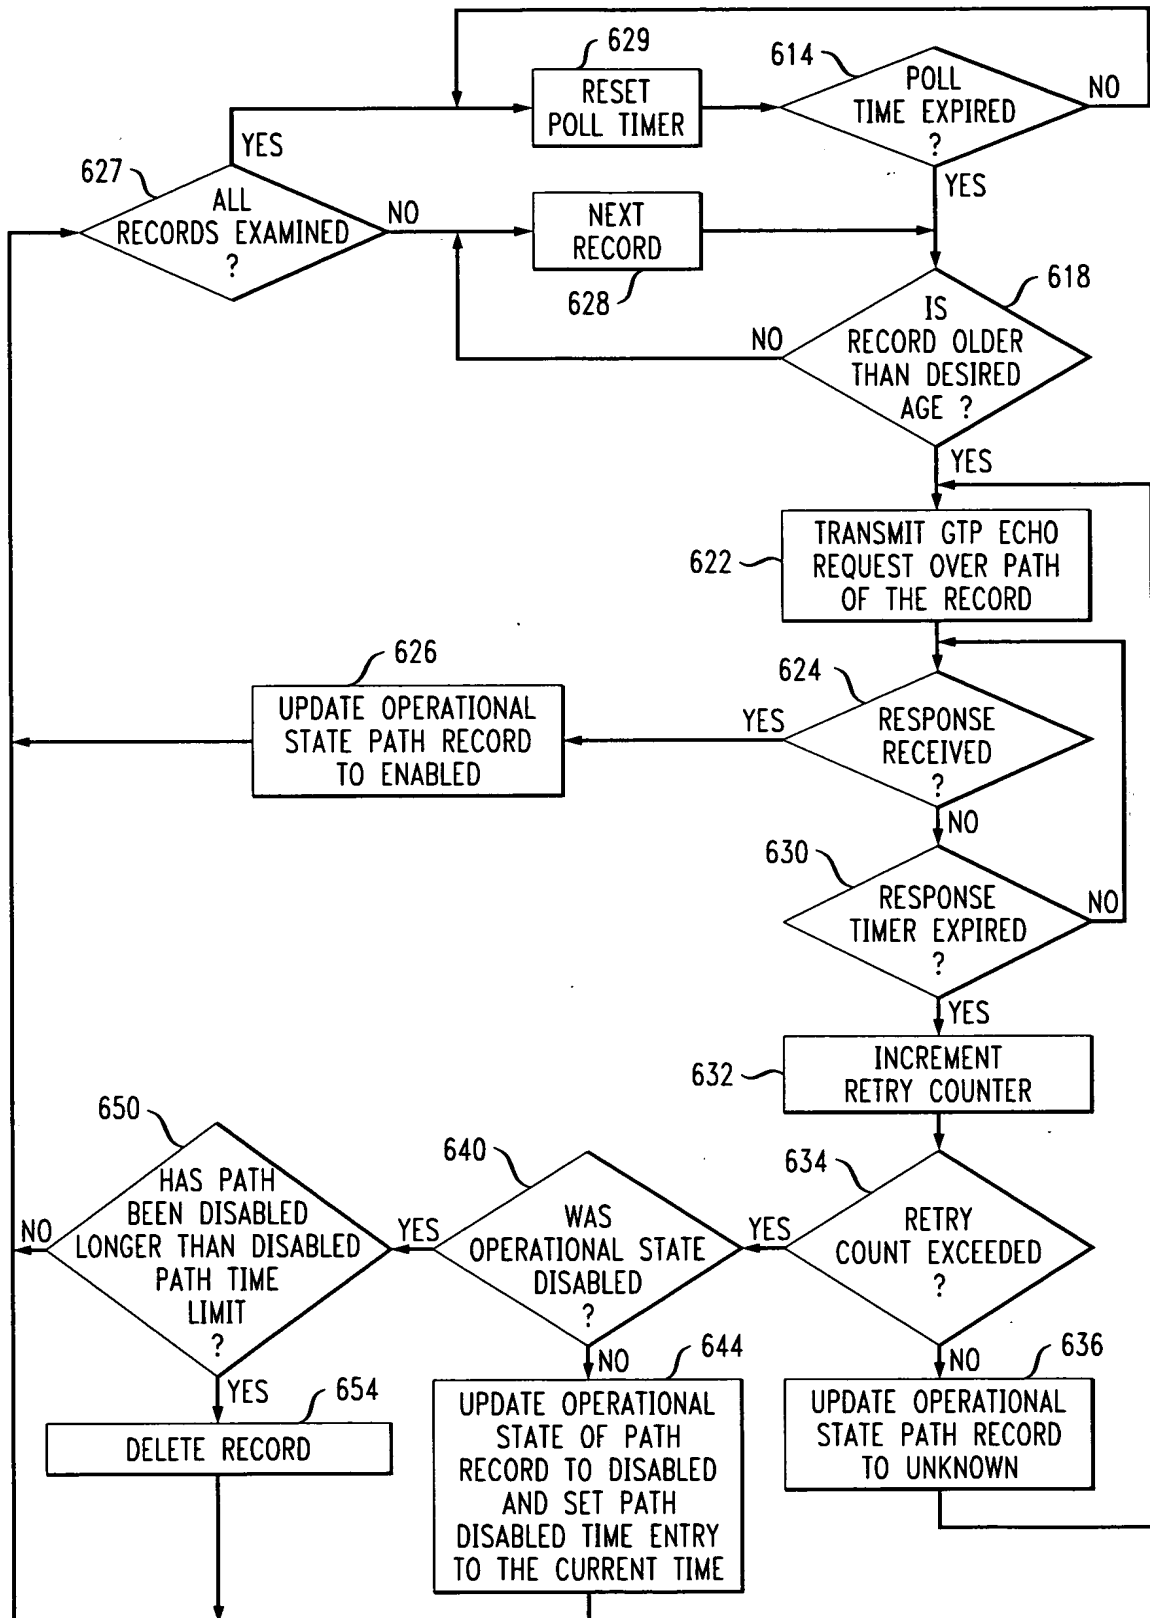 629
RESET
POLL TIMER
614
POLL
TIME EXPIRED
?
NO
YES
YES
627
ALL
RECORDS EXAMINED
?
NO
NEXT
RECORD
628
618
IS
RECORD OLDER
THAN DESIRED
AGE ?
NO
YES
622
TRANSMIT GTP ECHO
REQUEST OVER PATH
OF THE RECORD
624
RESPONSE
RECEIVED
?
YES
626
UPDATE OPERATIONAL
STATE PATH RECORD
TO ENABLED
NO
630
RESPONSE
TIMER EXPIRED
?
NO
YES
632
INCREMENT
RETRY COUNTER
634
RETRY
COUNT EXCEEDED
?
YES
640
WAS
OPERATIONAL STATE
DISABLED
?
YES
650
HAS PATH
BEEN DISABLED
LONGER THAN DISABLED
PATH TIME
LIMIT
?
NO
YES
654
DELETE RECORD
NO
644
UPDATE OPERATIONAL
STATE OF PATH
RECORD TO DISABLED
AND SET PATH
DISABLED TIME ENTRY
TO THE CURRENT TIME
NO
636
UPDATE OPERATIONAL
STATE PATH RECORD
TO UNKNOWN